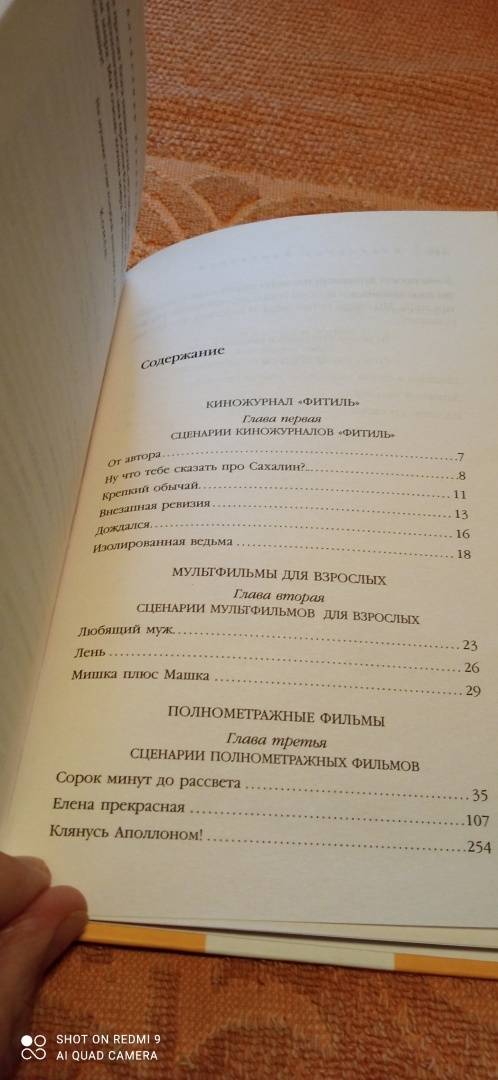 Содержание
КИНОЖУРНАЛ «ФИТИЛЬ»
Глава первая
СЦЕНАРИИ КИНОЖУРНАЛОВ «ФИТИЛЬ»
От автора 7
Ну что тебе сказать про Сахалин?.. 8
Крепкий обычай 11
Внезапная ревизия 13
Дождался 16
Изолированная ведьма 18
МУЛЬТФИЛЬМЫ ДЛЯ ВЗРОСЛЫХ
Глава вторая
СЦЕНАРИИ МУЛЬТФИЛЬМОВ ДЛЯ ВЗРОСЛЫХ
Любящий муж 23
Лень 26
Мишка плюс Машка 29
ПОЛНОМЕТРАЖНЫЕ ФИЛЬМЫ
Глава третья
СЦЕНАРИИ ПОЛНОМЕТРАЖНЫХ ФИЛЬМОВ
Сорок минут до рассвета 35
Елена прекрасная 107
Клянусь Аполлоном! 254
SHOT ON REDMI 9
AI QUAD CAMERA